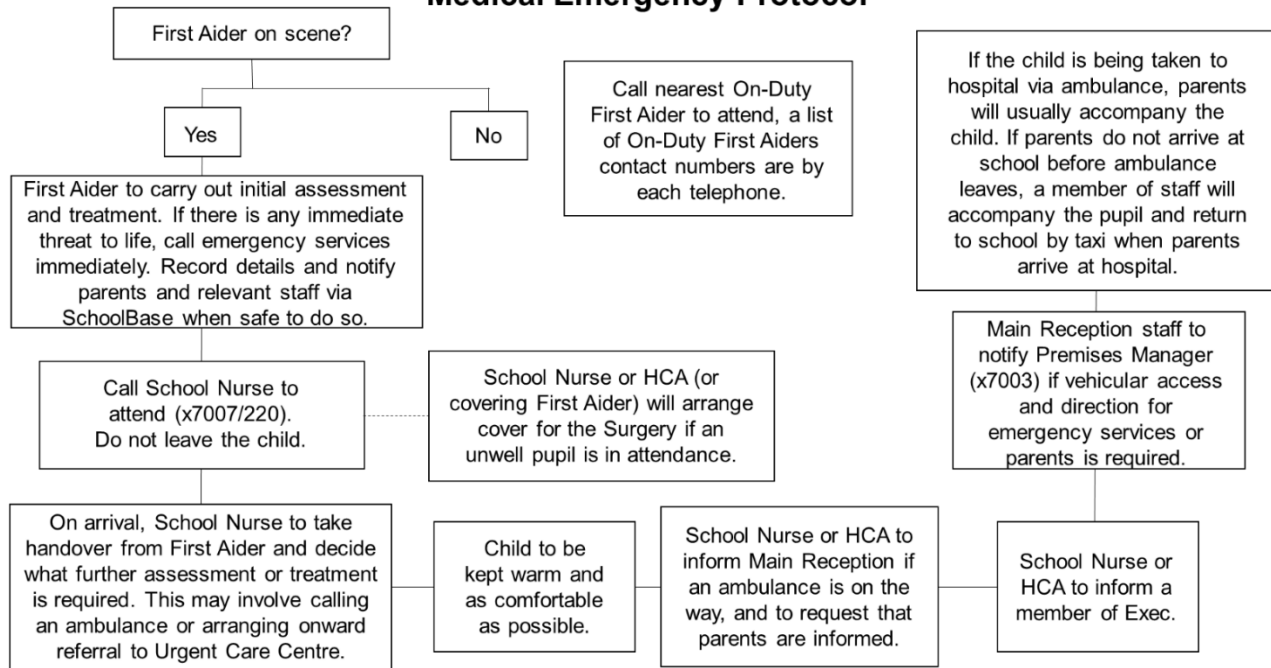 Medical Emergency Protocol
First Aider on scene?
Yes
No
Call nearest On-Duty
First Aider to attend, a list
of On-Duty First Aiders
contact numbers are by
each telephone.
First Aider to carry out initial assessment
and treatment. If there is any immediate
threat to life, call emergency services
immediately. Record details and notify
parents and relevant staff via
SchoolBase when safe to do so.
Call School Nurse to
attend (x7007/220).
Do not leave the child.
School Nurse or HCA (or
covering First Aider) will arrange
cover for the Surgery if an
unwell pupil is in attendance.
On arrival, School Nurse to take
handover from First Aider and decide
what further assessment or treatment
is required. This may involve calling
an ambulance or arranging onward
referral to Urgent Care Centre.
Child to be
kept warm and
as comfortable
as possible.
School Nurse or HCA to
inform Main Reception if
an ambulance is on the
way, and to request that
parents are informed.
School Nurse or
HCA to inform a
member of Exec.
Main Reception staff to
notify Premises Manager
(x7003) if vehicular access
and direction for
emergency services or
parents is required.
If the child is being taken to
hospital via ambulance, parents
will usually accompany the
child. If parents do not arrive at
school before ambulance
leaves, a member of staff will
accompany the pupil and return
to school by taxi when parents
arrive at hospital.